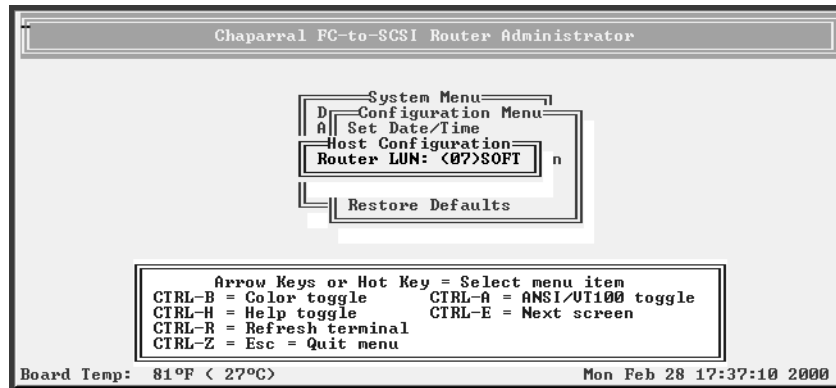 Chaparral FC-to-SCSI Router Administrator
System Menu
D Configuration Menu
A Set Date/Time
Host Configuration
Router LUN: (07)SOFT n
Restore Defaults
Arrow Keys or Hot Key = Select menu item
CTRL-B = Color toggle CTRL-A = ANSI/VT100 toggle
CTRL-H = Help toggle CTRL-E = Next screen
CTRL-R = Refresh terminal
CTRL-Z = Esc = Quit menu
Board Temp: 81°F ( 27°C) Mon Feb 28 17:37:10 2000